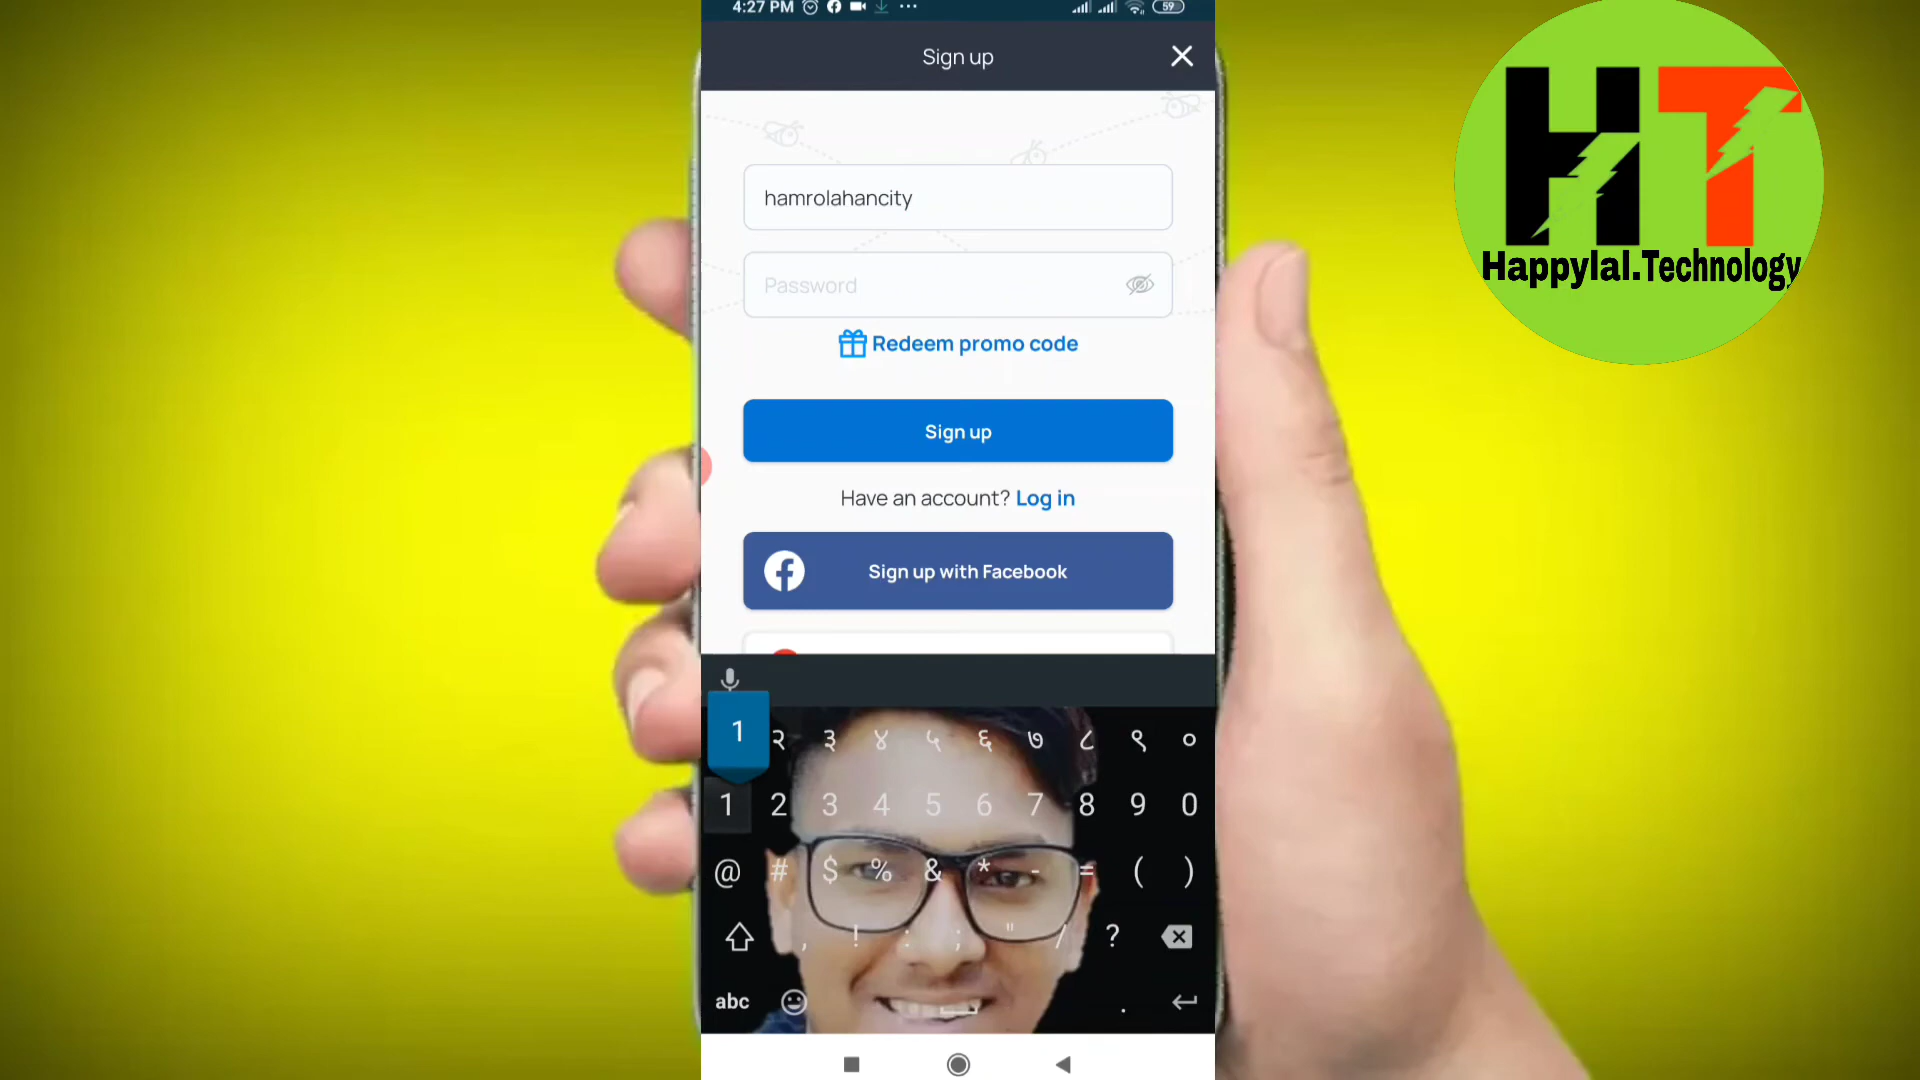 4:27 PM 59
Sign up
hamrolahancity
Password
Redeem promo code
Sign up
Have an account? Log in
Sign up with Facebook
1
२ ३ ४ ५ ६ ७ ८ ९ ०
1 2 3 4 5 6 7 8 9 0
@ # $ % & * - = ( )
, ! : ; " / ?
abc .
HT
Happylal.Technology